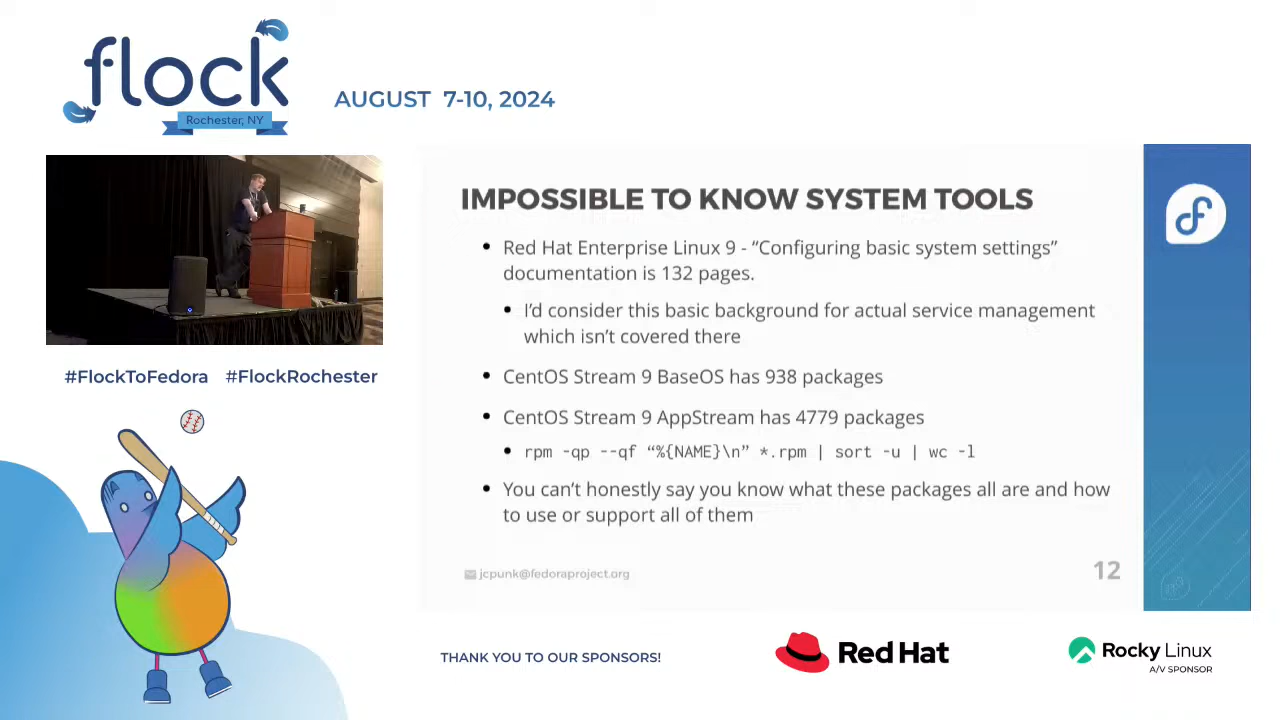 flock
Rochester, NY
AUGUST 7-10, 2024
#FlockToFedora #FlockRochester
IMPOSSIBLE TO KNOW SYSTEM TOOLS
• Red Hat Enterprise Linux 9 - “Configuring basic system settings”
documentation is 132 pages.
• I’d consider this basic background for actual service management
which isn’t covered there
• CentOS Stream 9 BaseOS has 938 packages
• CentOS Stream 9 AppStream has 4779 packages
• rpm -qp --qf “%{NAME}\n” *.rpm | sort -u | wc -l
• You can’t honestly say you know what these packages all are and how
to use or support all of them
jcpunk@fedoraproject.org
12
THANK YOU TO OUR SPONSORS!
Red Hat
Rocky Linux
A/V SPONSOR